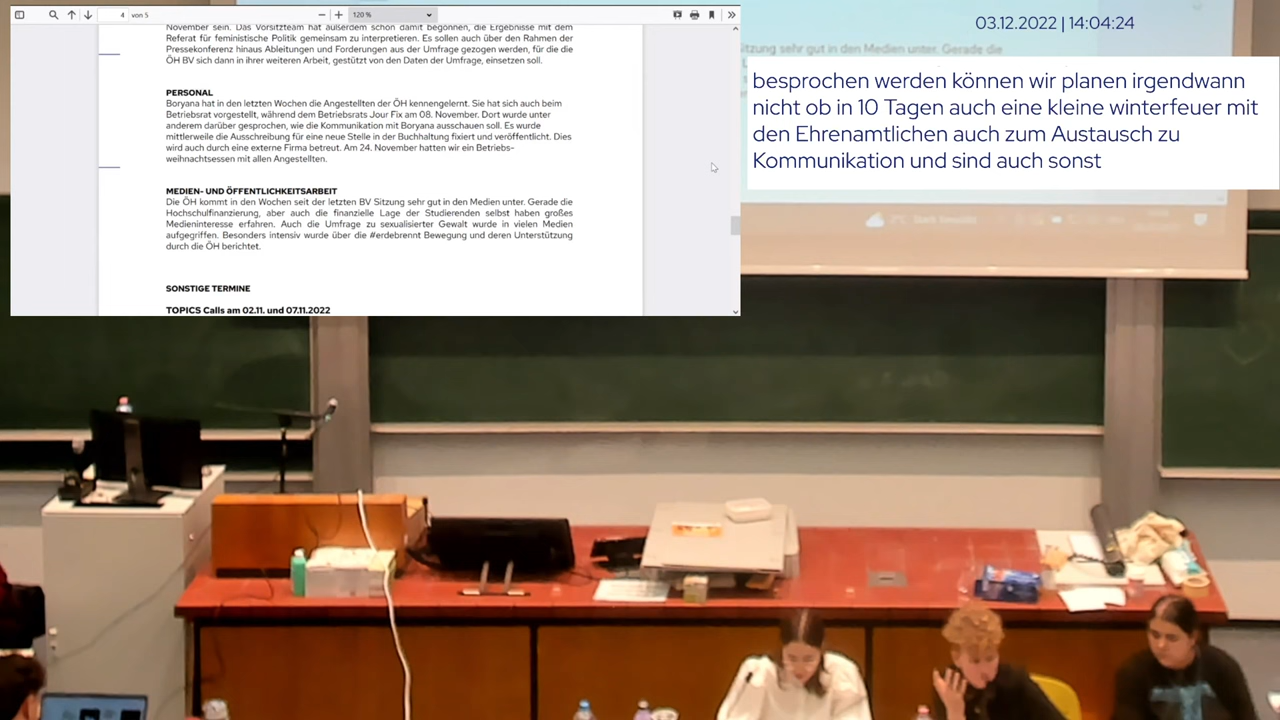 4 von 5
120 %
03.12.2022 | 14:04:24
November sein. Das Vorsitzteam hat außerdem schon damit begonnen, die Ergebnisse mit dem
Referat für feministische Politik gemeinsam zu interpretieren. Es sollen auch über den Rahmen der
Pressekonferenz hinaus Ableitungen und Forderungen aus der Umfrage gezogen werden, für die die
ÖH BV sich dann in ihrer weiteren Arbeit, gestützt von den Daten der Umfrage, einsetzen soll.
PERSONAL
Boryana hat in den letzten Wochen die Angestellten der ÖH kennengelernt. Sie hat sich auch beim
Betriebsrat vorgestellt, während dem Betriebsrats Jour Fix am 08. November. Dort wurde unter
anderem darüber gesprochen, wie die Kommunikation mit Boryana ausschauen soll. Es wurde
mittlerweile die Ausschreibung für eine neue Stelle in der Buchhaltung fixiert und veröffentlicht. Dies
wird auch durch eine externe Firma betreut. Am 24. November hatten wir ein Betriebs-
weihnachtsessen mit allen Angestellten.
MEDIEN- UND ÖFFENTLICHKEITSARBEIT
Die ÖH kommt in den Wochen seit der letzten BV Sitzung sehr gut in den Medien unter. Gerade die
Hochschulfinanzierung, aber auch die finanzielle Lage der Studierenden selbst haben großes
Medieninteresse erfahren. Auch die Umfrage zu sexualisierter Gewalt wurde in vielen Medien
aufgegriffen. Besonders intensiv wurde über die #erdebrennt Bewegung und deren Unterstützung
durch die ÖH berichtet.
SONSTIGE TERMINE
TOPICS Calls am 02.11. und 07.11.2022
itzung sehr gut in den Medien unter. Gerade die
besprochen werden können wir planen irgendwann
nicht ob in 10 Tagen auch eine kleine winterfeuer mit
den Ehrenamtlichen auch zum Austausch zu
Kommunikation und sind auch sonst